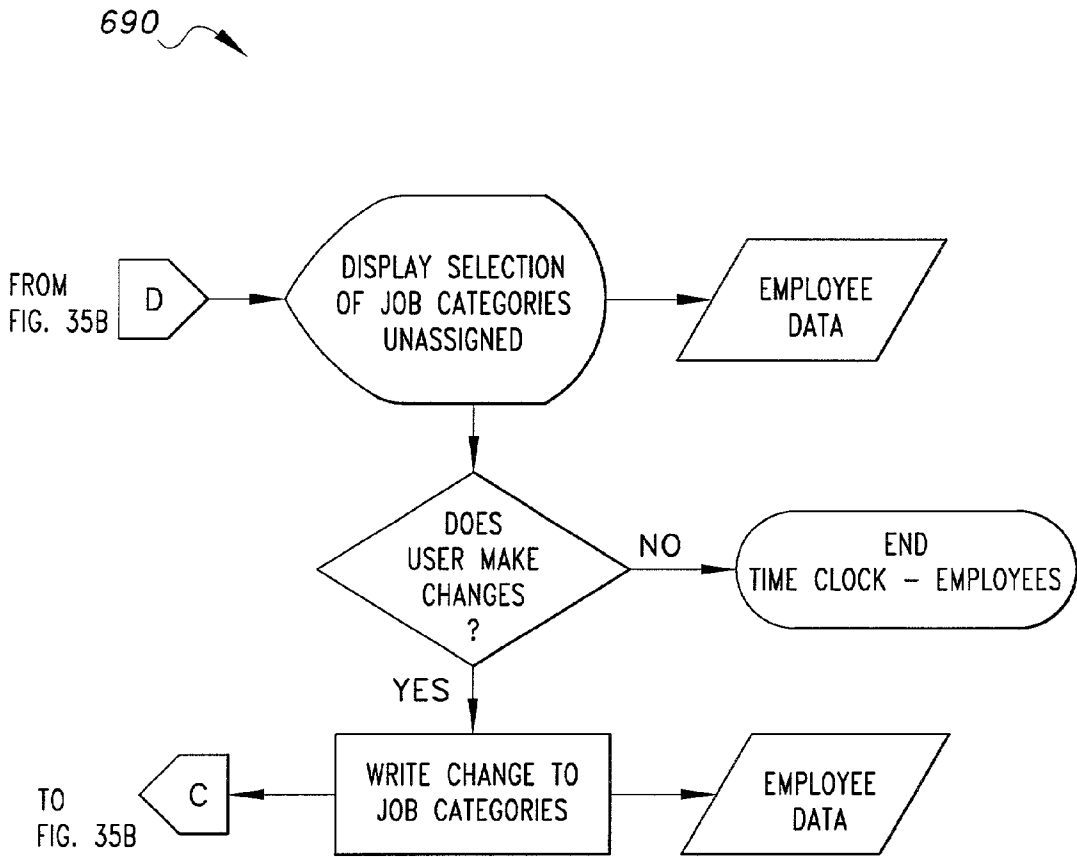 690
FROM
FIG. 35B
D
DISPLAY SELECTION
OF JOB CATEGORIES
UNASSIGNED
EMPLOYEE
DATA
DOES
USER MAKE
CHANGES
?
NO
END
TIME CLOCK – EMPLOYEES
YES
TO
FIG. 35B
C
WRITE CHANGE TO
JOB CATEGORIES
EMPLOYEE
DATA